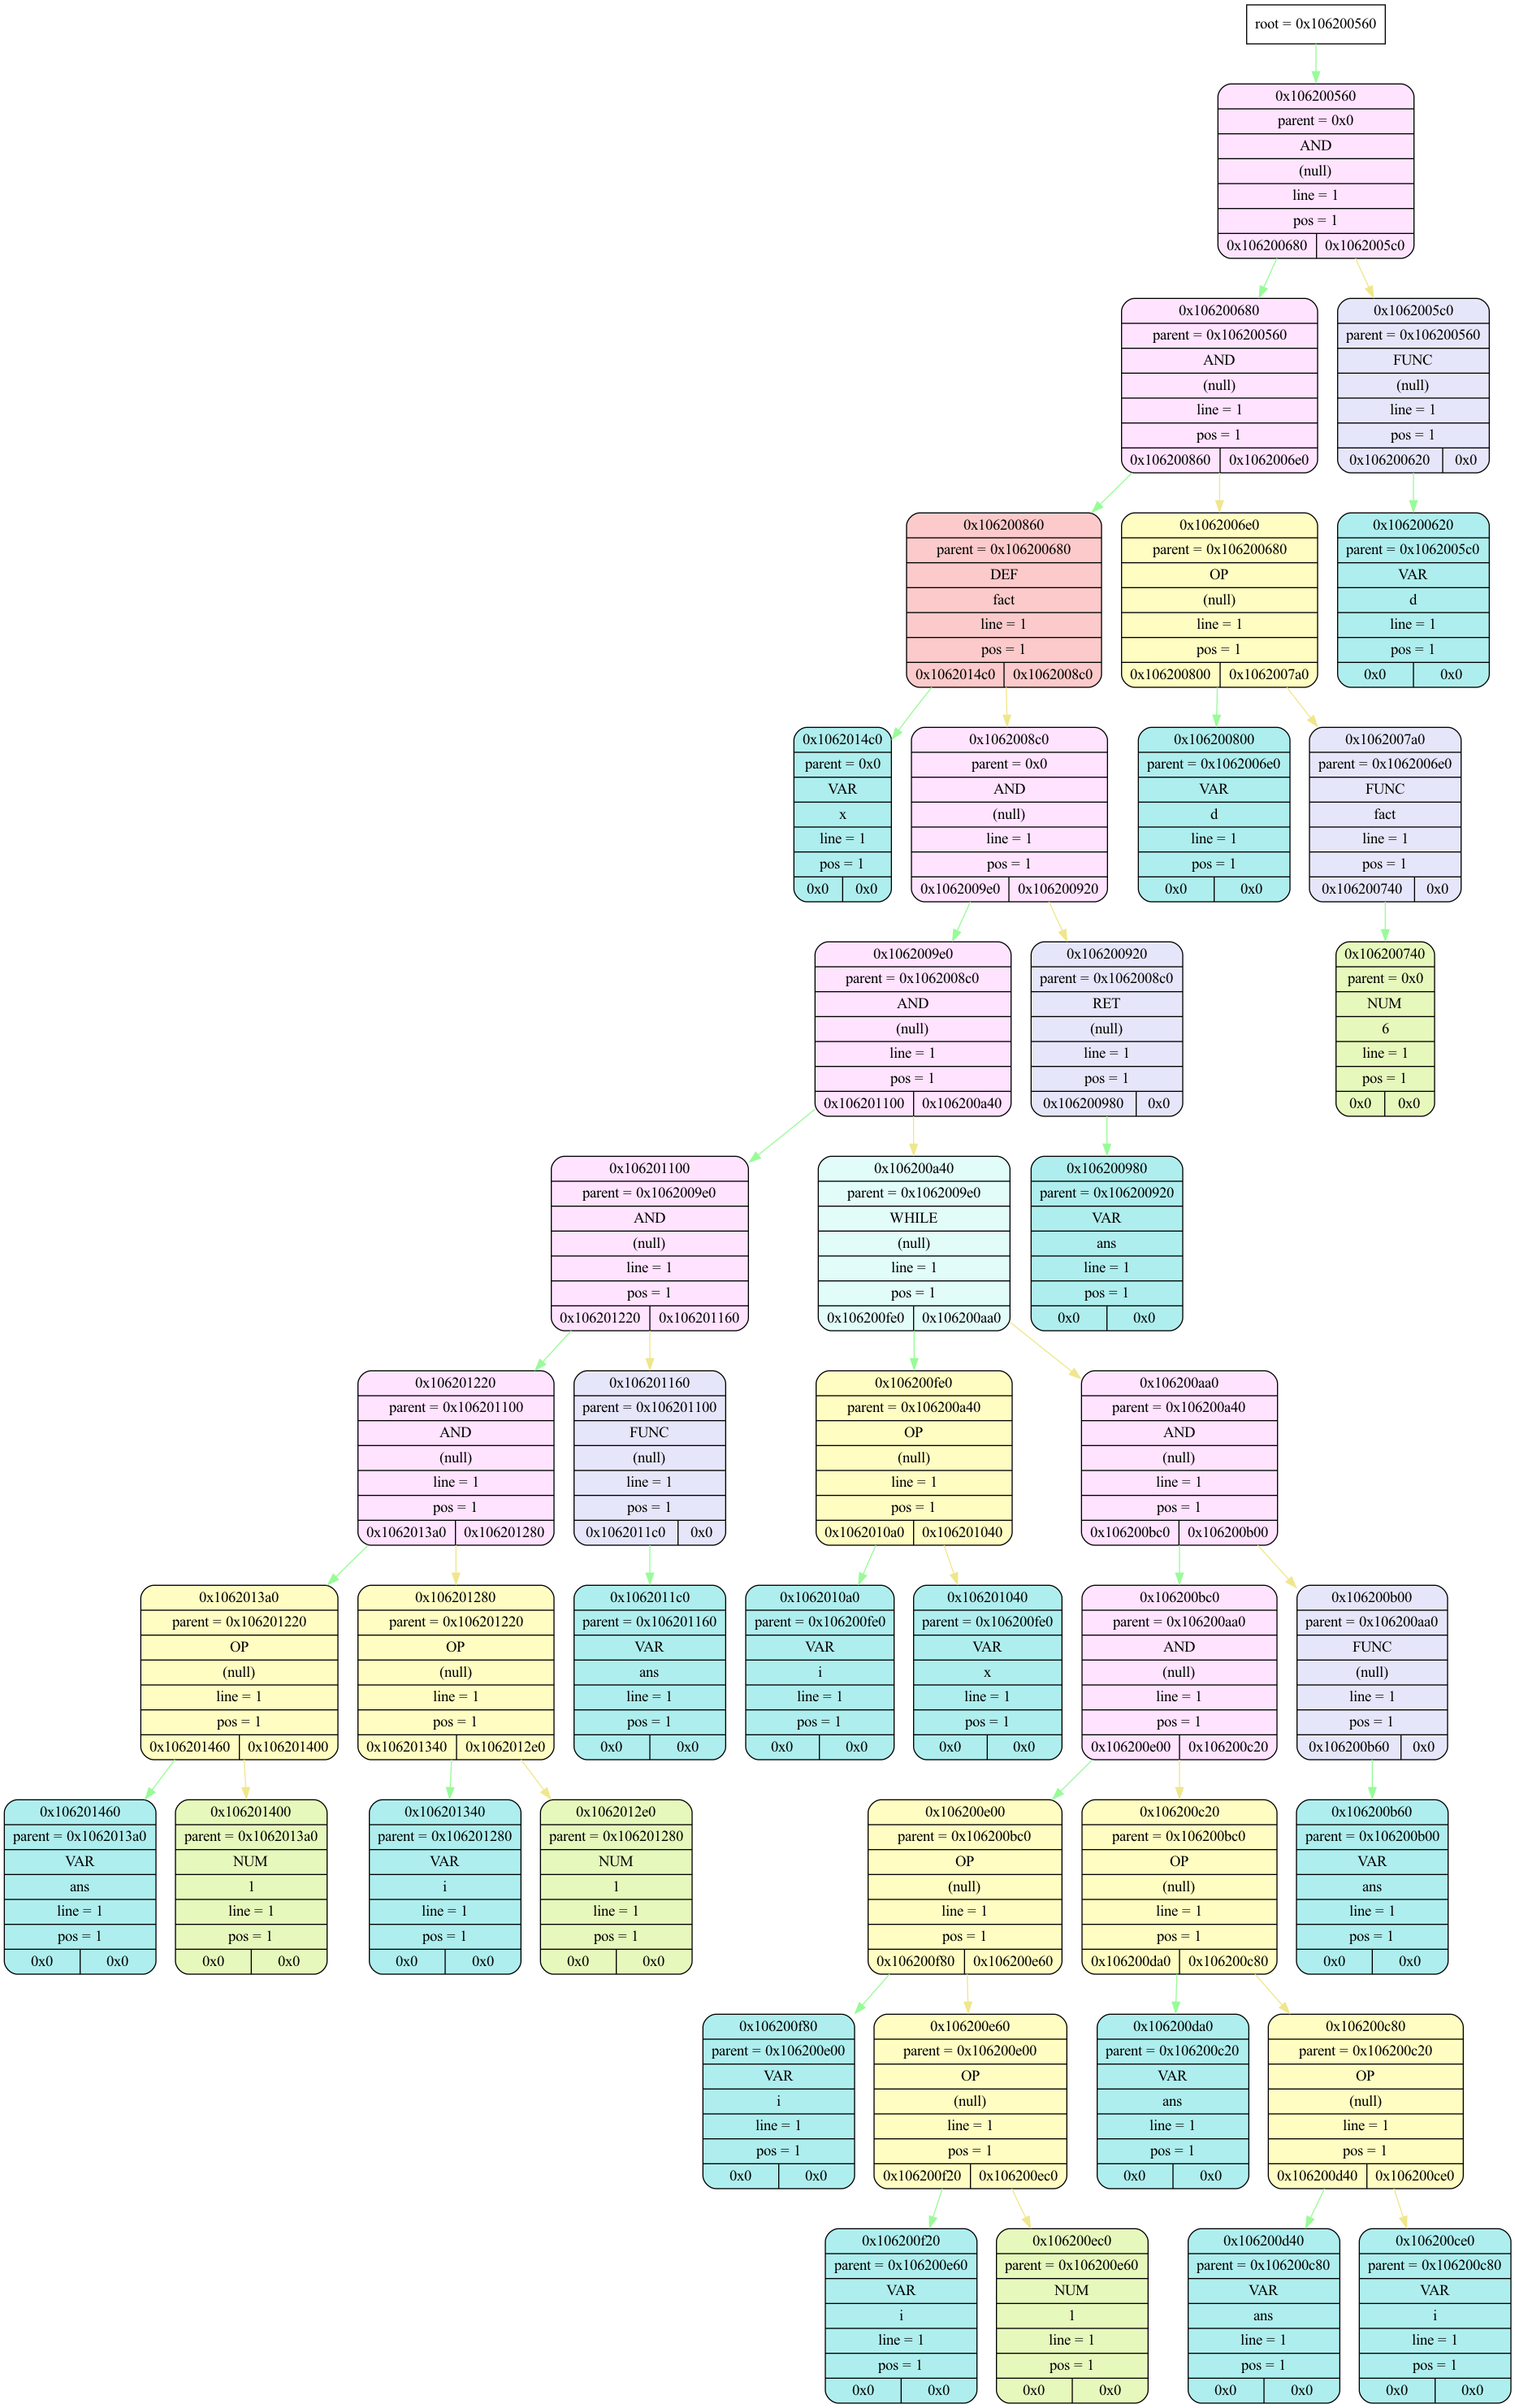 root = 0x106200560
0x106200560
parent = 0x0
AND
(null)
line = 1
pos = 1
0x106200680 0x1062005c0
0x106200680
parent = 0x106200560
AND
(null)
line = 1
pos = 1
0x106200860 0x1062006e0
0x1062005c0
parent = 0x106200560
FUNC
(null)
line = 1
pos = 1
0x106200620 0x0
0x106200860
parent = 0x106200680
DEF
fact
line = 1
pos = 1
0x1062014c0 0x1062008c0
0x1062006e0
parent = 0x106200680
OP
(null)
line = 1
pos = 1
0x106200800 0x1062007a0
0x106200620
parent = 0x1062005c0
VAR
d
line = 1
pos = 1
0x0 0x0
0x1062014c0
parent = 0x0
VAR
x
line = 1
pos = 1
0x0 0x0
0x1062008c0
parent = 0x0
AND
(null)
line = 1
pos = 1
0x1062009e0 0x106200920
0x106200800
parent = 0x1062006e0
VAR
d
line = 1
pos = 1
0x0 0x0
0x1062007a0
parent = 0x1062006e0
FUNC
fact
line = 1
pos = 1
0x106200740 0x0
0x1062009e0
parent = 0x1062008c0
AND
(null)
line = 1
pos = 1
0x106201100 0x106200a40
0x106200920
parent = 0x1062008c0
RET
(null)
line = 1
pos = 1
0x106200980 0x0
0x106200740
parent = 0x0
NUM
6
line = 1
pos = 1
0x0 0x0
0x106201100
parent = 0x1062009e0
AND
(null)
line = 1
pos = 1
0x106201220 0x106201160
0x106200a40
parent = 0x1062009e0
WHILE
(null)
line = 1
pos = 1
0x106200fe0 0x106200aa0
0x106200980
parent = 0x106200920
VAR
ans
line = 1
pos = 1
0x0 0x0
0x106201220
parent = 0x106201100
AND
(null)
line = 1
pos = 1
0x1062013a0 0x106201280
0x106201160
parent = 0x106201100
FUNC
(null)
line = 1
pos = 1
0x1062011c0 0x0
0x106200fe0
parent = 0x106200a40
OP
(null)
line = 1
pos = 1
0x1062010a0 0x106201040
0x106200aa0
parent = 0x106200a40
AND
(null)
line = 1
pos = 1
0x106200bc0 0x106200b00
0x1062013a0
parent = 0x106201220
OP
(null)
line = 1
pos = 1
0x106201460 0x106201400
0x106201280
parent = 0x106201220
OP
(null)
line = 1
pos = 1
0x106201340 0x1062012e0
0x1062011c0
parent = 0x106201160
VAR
ans
line = 1
pos = 1
0x0 0x0
0x1062010a0
parent = 0x106200fe0
VAR
i
line = 1
pos = 1
0x0 0x0
0x106201040
parent = 0x106200fe0
VAR
x
line = 1
pos = 1
0x0 0x0
0x106200bc0
parent = 0x106200aa0
AND
(null)
line = 1
pos = 1
0x106200e00 0x106200c20
0x106200b00
parent = 0x106200aa0
FUNC
(null)
line = 1
pos = 1
0x106200b60 0x0
0x106201460
parent = 0x1062013a0
VAR
ans
line = 1
pos = 1
0x0 0x0
0x106201400
parent = 0x1062013a0
NUM
1
line = 1
pos = 1
0x0 0x0
0x106201340
parent = 0x106201280
VAR
i
line = 1
pos = 1
0x0 0x0
0x1062012e0
parent = 0x106201280
NUM
1
line = 1
pos = 1
0x0 0x0
0x106200e00
parent = 0x106200bc0
OP
(null)
line = 1
pos = 1
0x106200f80 0x106200e60
0x106200c20
parent = 0x106200bc0
OP
(null)
line = 1
pos = 1
0x106200da0 0x106200c80
0x106200b60
parent = 0x106200b00
VAR
ans
line = 1
pos = 1
0x0 0x0
0x106200f80
parent = 0x106200e00
VAR
i
line = 1
pos = 1
0x0 0x0
0x106200e60
parent = 0x106200e00
OP
(null)
line = 1
pos = 1
0x106200f20 0x106200ec0
0x106200da0
parent = 0x106200c20
VAR
ans
line = 1
pos = 1
0x0 0x0
0x106200c80
parent = 0x106200c20
OP
(null)
line = 1
pos = 1
0x106200d40 0x106200ce0
0x106200f20
parent = 0x106200e60
VAR
i
line = 1
pos = 1
0x0 0x0
0x106200ec0
parent = 0x106200e60
NUM
1
line = 1
pos = 1
0x0 0x0
0x106200d40
parent = 0x106200c80
VAR
ans
line = 1
pos = 1
0x0 0x0
0x106200ce0
parent = 0x106200c80
VAR
i
line = 1
pos = 1
0x0 0x0